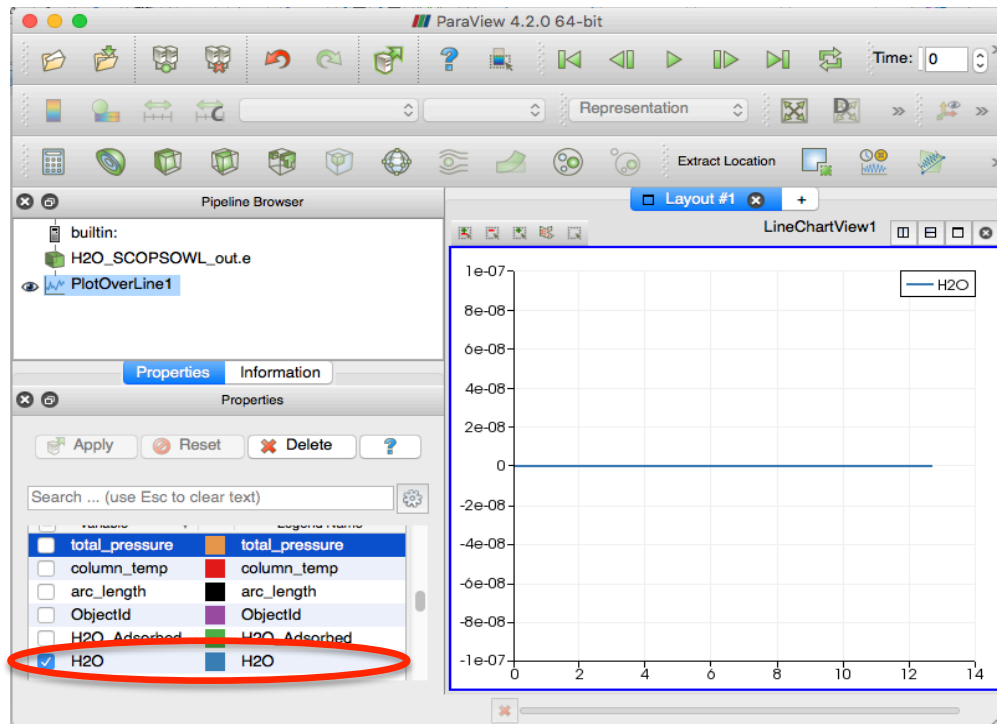 ParaView 4.2.0 64-bit
Time: 0
Representation
Extract Location
Pipeline Browser
Layout #1
+
builtin:
H2O_SCOPSOWL_out.e
PlotOverLine1
LineChartView1
Properties
Information
Properties
Apply
Reset
Delete
?
Search ... (use Esc to clear text)
Variable Legend Name
total_pressure total_pressure
column_temp column_temp
arc_length arc_length
ObjectId ObjectId
H2O_Adsorbed H2O_Adsorbed
H2O H2O
H2O
1e-07
8e-08
6e-08
4e-08
2e-08
0
-2e-08
-4e-08
-6e-08
-8e-08
-1e-07
0 2 4 6 8 10 12 14